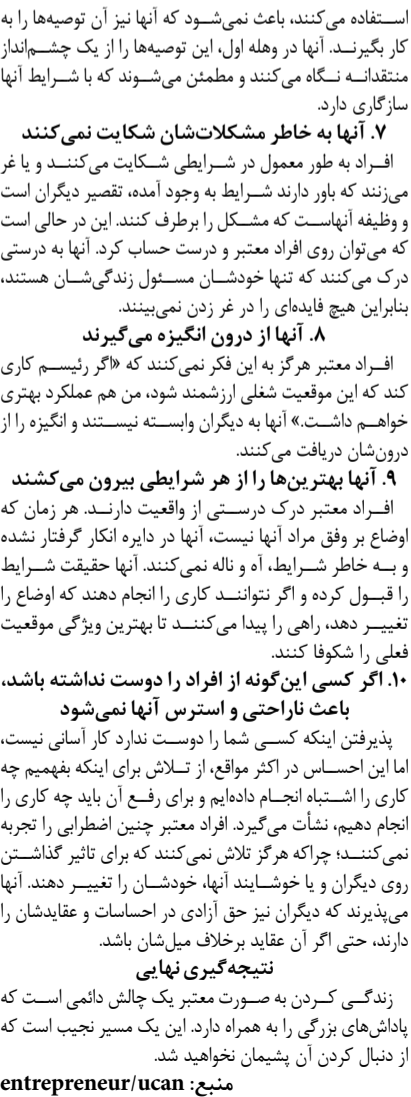 استفاده می‌کنند، باعث نمی‌شود که آنها نیز آن توصیه‌ها را به
کار بگیرند. آنها در وهله اول، این توصیه‌ها را از یک چشم‌انداز
منتقدانه نگاه می‌کنند و مطمئن می‌شوند که با شرایط آنها
سازگاری دارد.
۷. آنها به خاطر مشکلات‌شان شکایت نمی‌کنند
افراد به طور معمول در شرایطی شکایت می‌کنند و یا غر
می‌زنند که باور دارند شرایط به وجود آمده، تقصیر دیگران است
و وظیفه آنهاست که مشکل را برطرف کنند. این در حالی است
که می‌توان روی افراد معتبر و درست حساب کرد. آنها به درستی
درک می‌کنند که تنها خودشان مسئول زندگی‌شان هستند،
بنابراین هیچ فایده‌ای را در غر زدن نمی‌بینند.
۸. آنها از درون انگیزه می‌گیرند
افراد معتبر هرگز به این فکر نمی‌کنند که «اگر رئیسم کاری
کند که این موقعیت شغلی ارزشمند شود، من هم عملکرد بهتری
خواهم داشت.» آنها به دیگران وابسته نیستند و انگیزه را از
درون‌شان دریافت می‌کنند.
۹. آنها بهترین‌ها را از هر شرایطی بیرون می‌کشند
افراد معتبر درک درستی از واقعیت دارند. هر زمان که
اوضاع بر وفق مراد آنها نیست، آنها در دایره انکار گرفتار نشده
و به خاطر شرایط، آه و ناله نمی‌کنند. آنها حقیقت شرایط
را قبول کرده و اگر نتوانند کاری را انجام دهند که اوضاع را
تغییر دهد، راهی را پیدا می‌کنند تا بهترین ویژگی موقعیت
فعلی را شکوفا کنند.
۱۰. اگر کسی این‌گونه از افراد را دوست نداشته باشد،
باعث ناراحتی و استرس آنها نمی‌شود
پذیرفتن اینکه کسی شما را دوست ندارد کار آسانی نیست،
اما این احساس در اکثر مواقع، از تلاش برای اینکه بفهمیم چه
کاری را اشتباه انجام داده‌ایم و برای رفع آن باید چه کاری را
انجام دهیم، نشأت می‌گیرد. افراد معتبر چنین اضطرابی را تجربه
نمی‌کنند؛ چراکه هرگز تلاش نمی‌کنند که برای تاثیر گذاشتن
روی دیگران و یا خوشایند آنها، خودشان را تغییر دهند. آنها
می‌پذیرند که دیگران نیز حق آزادی در احساسات و عقایدشان را
دارند، حتی اگر آن عقاید برخلاف میل‌شان باشد.
نتیجه‌گیری نهایی
زندگی کردن به صورت معتبر یک چالش دائمی است که
پاداش‌های بزرگی را به همراه دارد. این یک مسیر نجیب است که
از دنبال کردن آن پشیمان نخواهید شد.
منبع: entrepreneur/ucan